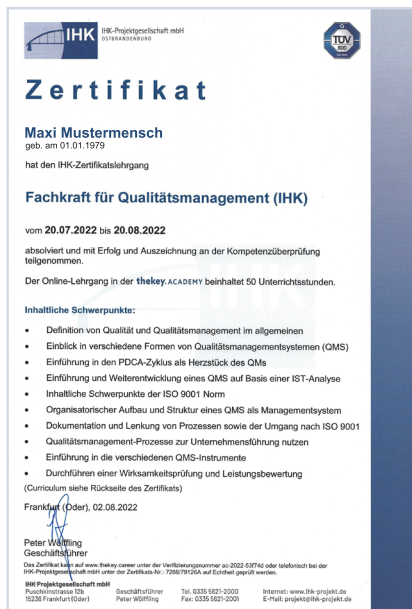 IHK
IHK-Projektgesellschaft mbH
OSTBRANDENBURG
TÜV
Zertifikat
Maxi Mustermensch
geb. am 01.01.1979
hat den IHK-Zertifikatslehrgang
Fachkraft für Qualitätsmanagement (IHK)
vom 20.07.2022 bis 20.08.2022
absolviert und mit Erfolg und Auszeichnung an der Kompetenzüberprüfung
teilgenommen.
Der Online-Lehrgang in der thekey.ACADEMY beinhaltet 50 Unterrichtsstunden.
Inhaltliche Schwerpunkte:
• Definition von Qualität und Qualitätsmanagement im allgemeinen
• Einblick in verschiedene Formen von Qualitätsmanagementsystemen (QMS)
• Einführung in den PDCA-Zyklus als Herzstück des QMs
• Einführung und Weiterentwicklung eines QMS auf Basis einer IST-Analyse
• Inhaltliche Schwerpunkte der ISO 9001 Norm
• Organisatorischer Aufbau und Struktur eines QMS als Managementsystem
• Dokumentation und Lenkung von Prozessen sowie der Umgang nach ISO 9001
• Qualitätsmanagement-Prozesse zur Unternehmensführung nutzen
• Einführung in die verschiedenen QMS-Instrumente
• Durchführen einer Wirksamkeitsprüfung und Leistungsbewertung
(Curriculum siehe Rückseite des Zertifikats)
Frankfurt (Oder), 02.08.2022
Peter Wölffling
Geschäftsführer
Das Zertifikat kann auf www.thekey.career unter der Verifizierungsnummer ao-2022-53f74d oder telefonisch bei der
IHK-Projektgesellschaft mbH unter der Zertifikats-Nr.: 7266/79126A auf Echtheit geprüft werden.
IHK-Projektgesellschaft mbH
Puschkinstrasse 12b Geschäftsführer Tel. 0335 5621-2000 Internet: www.ihk-projekt.de
15236 Frankfurt (Oder) Peter Wölffling Fax: 0335 5621-2001 E-Mail: projekt@ihk-projekt.de